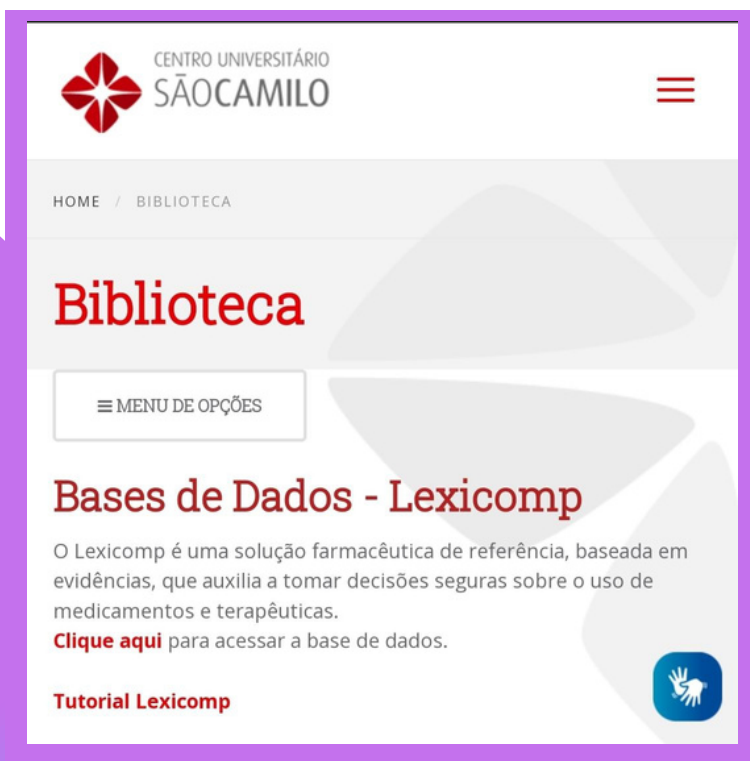 CENTRO UNIVERSITÁRIO
SÃOCAMILO
HOME / BIBLIOTECA
Biblioteca
MENU DE OPÇÕES
Bases de Dados - Lexicomp
O Lexicomp é uma solução farmacêutica de referência, baseada em
evidências, que auxilia a tomar decisões seguras sobre o uso de
medicamentos e terapêuticas.
Clique aqui para acessar a base de dados.
Tutorial Lexicomp